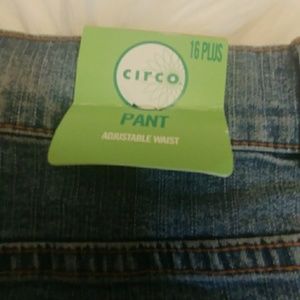 16 PLUS
circo
PANT
ADJUSTABLE WAIST